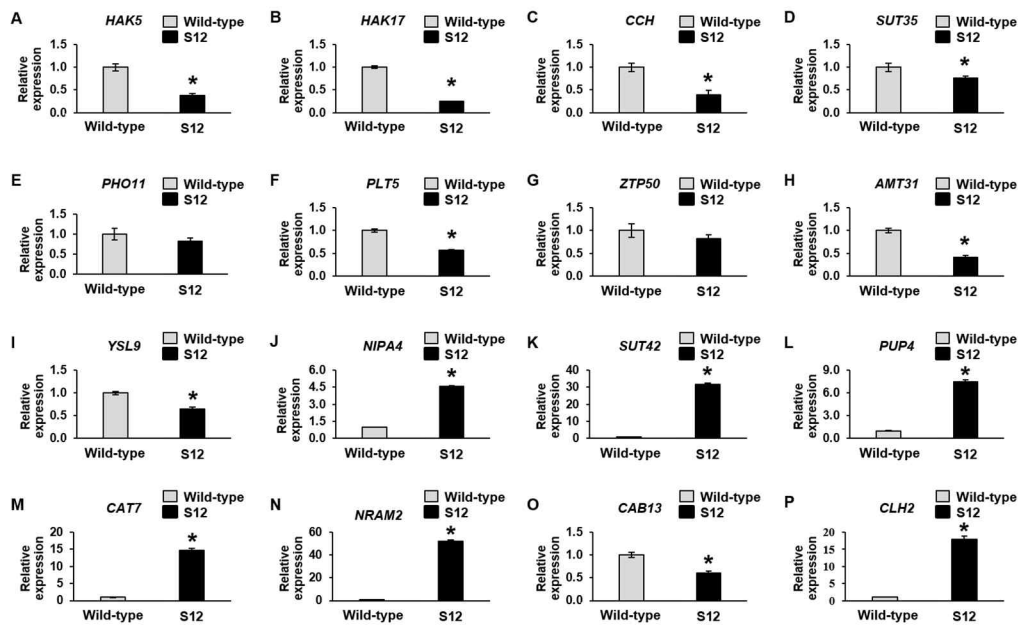 A
HAK5
Wild-type
S12
Relative
expression
1.5
1.0
0.5
0.0
Wild-type
S12
*
B
HAK17
Wild-type
S12
Relative
expression
1.5
1.0
0.5
0.0
Wild-type
S12
*
C
CCH
Wild-type
S12
Relative
expression
1.5
1.0
0.5
0.0
Wild-type
S12
*
D
SUT35
Wild-type
S12
Relative
expression
1.5
1.0
0.5
0.0
Wild-type
S12
*
E
PHO11
Wild-type
S12
Relative
expression
1.5
1.0
0.5
0.0
Wild-type
S12
F
PLT5
Wild-type
S12
Relative
expression
1.5
1.0
0.5
0.0
Wild-type
S12
*
G
ZTP50
Wild-type
S12
Relative
expression
1.5
1.0
0.5
0.0
Wild-type
S12
H
AMT31
Wild-type
S12
Relative
expression
1.5
1.0
0.5
0.0
Wild-type
S12
*
I
YSL9
Wild-type
S12
Relative
expression
1.5
1.0
0.5
0.0
Wild-type
S12
*
J
NIPA4
Wild-type
S12
Relative
expression
6.0
4.5
3.0
1.5
0.0
Wild-type
S12
*
K
SUT42
Wild-type
S12
Relative
expression
40
30
20
10
0
Wild-type
S12
*
L
PUP4
Wild-type
S12
Relative
expression
9.0
6.0
3.0
0.0
Wild-type
S12
*
M
CAT7
Wild-type
S12
Relative
expression
20
15
10
5
0
Wild-type
S12
*
N
NRAM2
Wild-type
S12
Relative
expression
60
40
20
0
Wild-type
S12
*
O
CAB13
Wild-type
S12
Relative
expression
1.5
1.0
0.5
0.0
Wild-type
S12
*
P
CLH2
Wild-type
S12
Relative
expression
20
15
10
5
0
Wild-type
S12
*